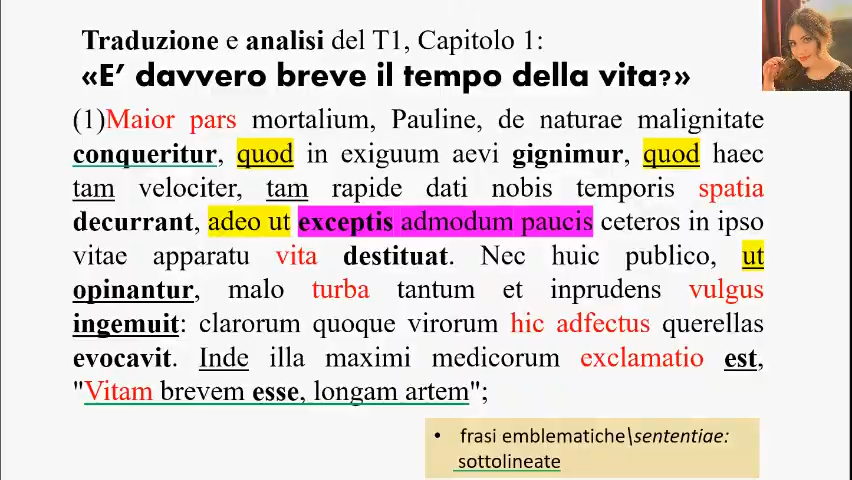 Traduzione e analisi del T1, Capitolo 1:
«E’ davvero breve il tempo della vita?»
(1)Maior pars mortalium, Pauline, de naturae malignitate
conqueritur, quod in exiguum aevi gignimur, quod haec
tam velociter, tam rapide dati nobis temporis spatia
decurrant, adeo ut exceptis admodum paucis ceteros in ipso
vitae apparatu vita destituat. Nec huic publico, ut
opinantur, malo turba tantum et inprudens vulgus
ingemuit: clarorum quoque virorum hic adfectus querellas
evocavit. Inde illa maximi medicorum exclamatio est,
"Vitam brevem esse, longam artem";
• frasi emblematiche\sententiae:
sottolineate